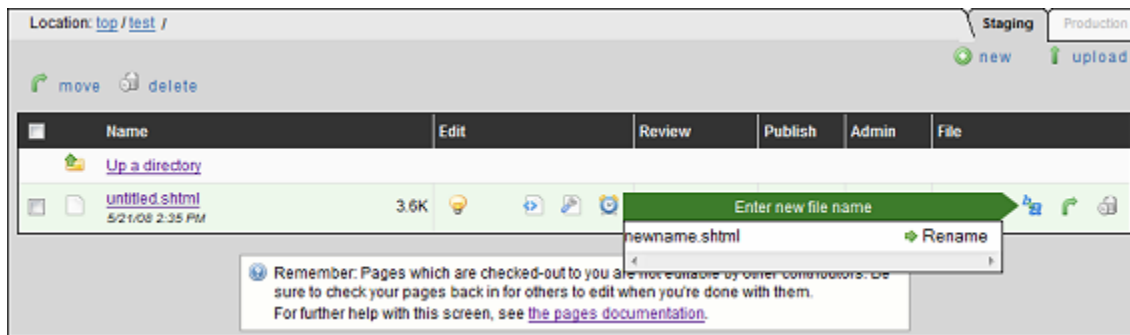 Location: top / test /
Staging
Production
new
upload
move
delete
Name
Edit
Review
Publish
Admin
File
Up a directory
untitled.shtml
3.6K
5/21/08 2:35 PM
Enter new file name
newname.shtml
Rename
Remember: Pages which are checked-out to you are not editable by other contributors. Be
sure to check your pages back in for others to edit when you're done with them.
For further help with this screen, see the pages documentation.